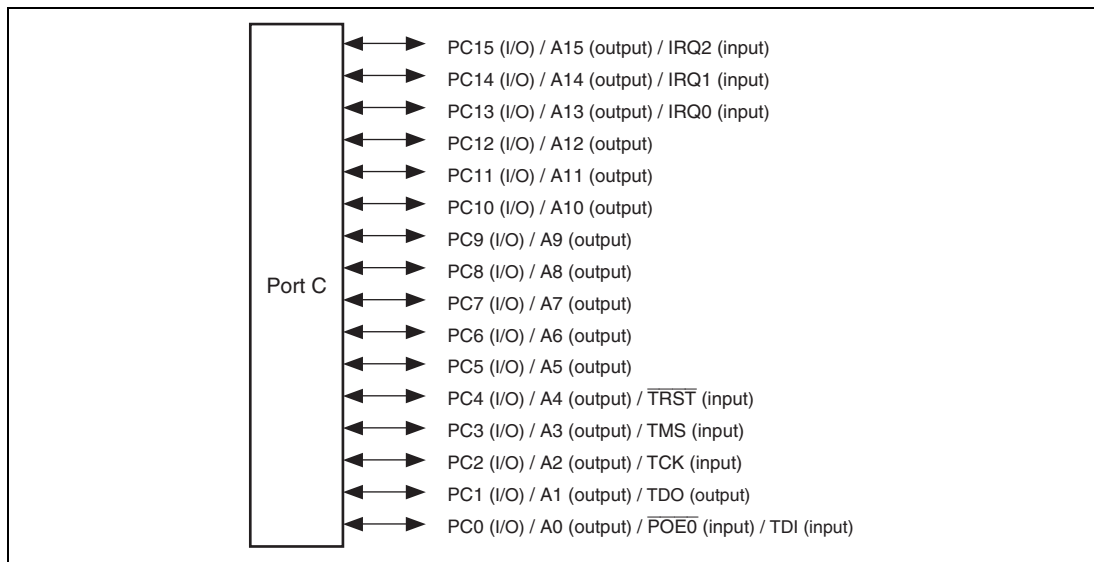 PC15 (I/O) / A15 (output) / IRQ2 (input)
PC14 (I/O) / A14 (output) / IRQ1 (input)
PC13 (I/O) / A13 (output) / IRQ0 (input)
PC12 (I/O) / A12 (output)
PC11 (I/O) / A11 (output)
PC10 (I/O) / A10 (output)
PC9 (I/O) / A9 (output)
PC8 (I/O) / A8 (output)
Port C
PC7 (I/O) / A7 (output)
PC6 (I/O) / A6 (output)
PC5 (I/O) / A5 (output)
PC4 (I/O) / A4 (output) / T̅R̅S̅T̅ (input)
PC3 (I/O) / A3 (output) / TMS (input)
PC2 (I/O) / A2 (output) / TCK (input)
PC1 (I/O) / A1 (output) / TDO (output)
PC0 (I/O) / A0 (output) / P̅O̅E̅0̅ (input) / TDI (input)